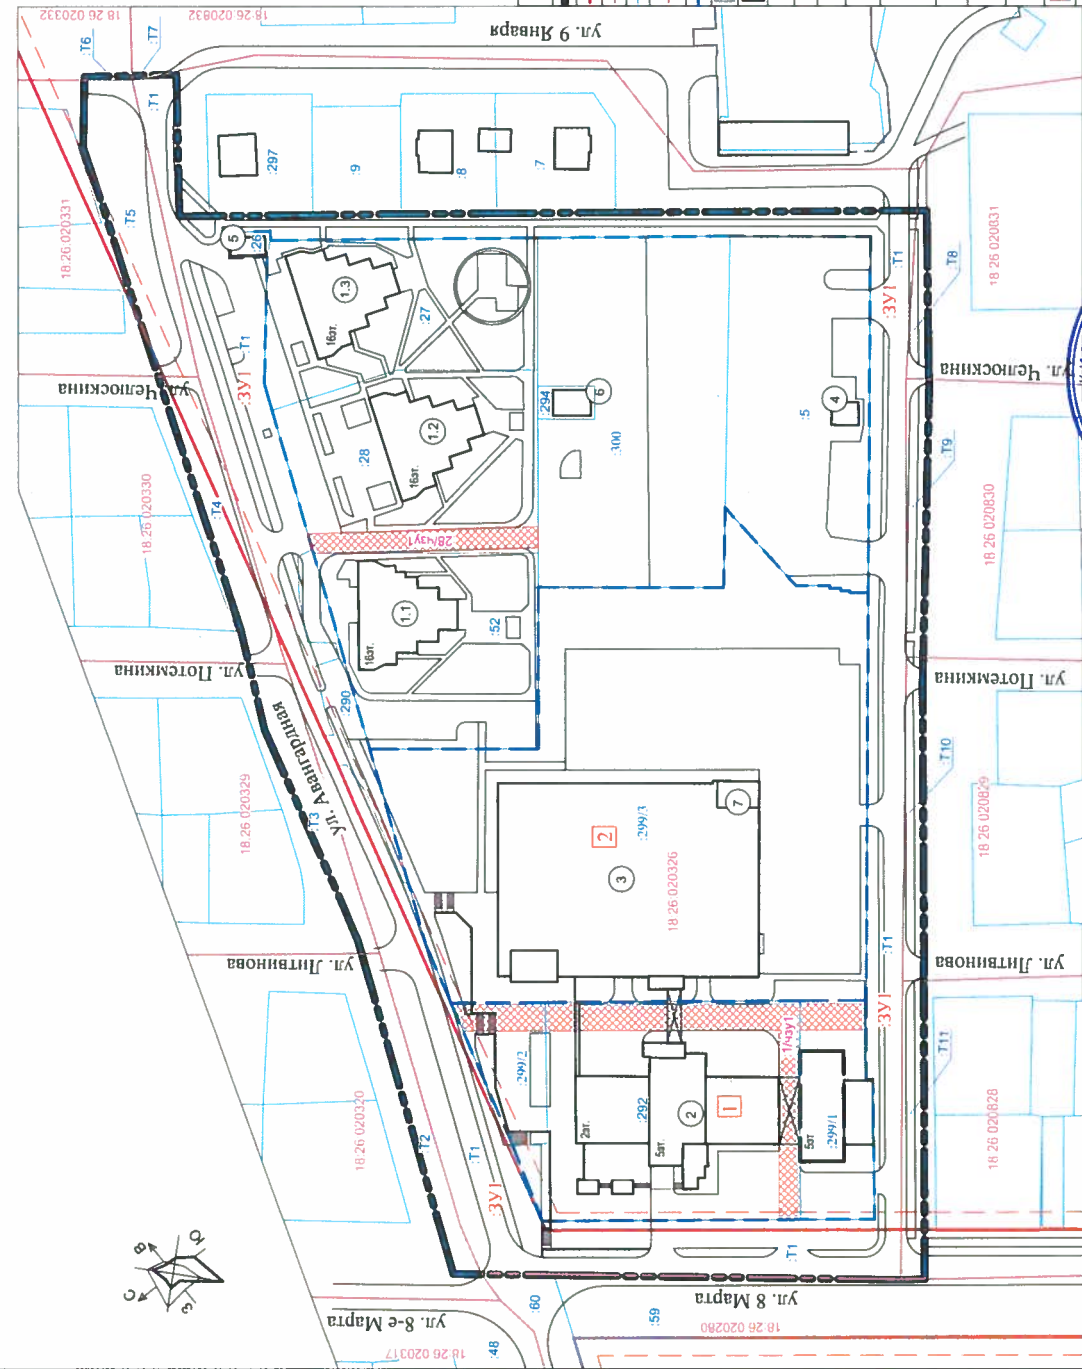 18:26:020332
18:26:020832
:Т6
:Т7
ул. 9 Января
:Т1
:297
:9
:8
:7
18:26:020331
:Т5
5
:26
1.3
16эт.
:27
:Т1
:ЗУ1
ул. Челюскина
:Т1
:ЗУ1
:Т8
18:26:020831
ул. Челюскина
:28
1.2
16эт.
:294
6
:300
4
:5
18:26:020330
:Т4
:Т9
18:26:020830
28/чзу1
1.1
16эт.
:52
:290
ул. Потемкина
ул. Потемкина
ул. Авангардная
:Т3
18:26:020329
:Т10
18:26:020829
7
2
:299/3
3
18:26:020326
ул. Литвинова
ул. Литвинова
:Т1
:ЗУ1
18:26:020320
:Т2
:Т1
:ЗУ1
:299/2
2эт.
:292
5эт.
2
1
1/чзу1
5эт
:299/1
:Т11
18:26:020828
С
В
Ю
З
:Т1
:60
:59
:48
ул. 8-е Марта
ул. 8 Марта
18:26:020317
18:26:020280